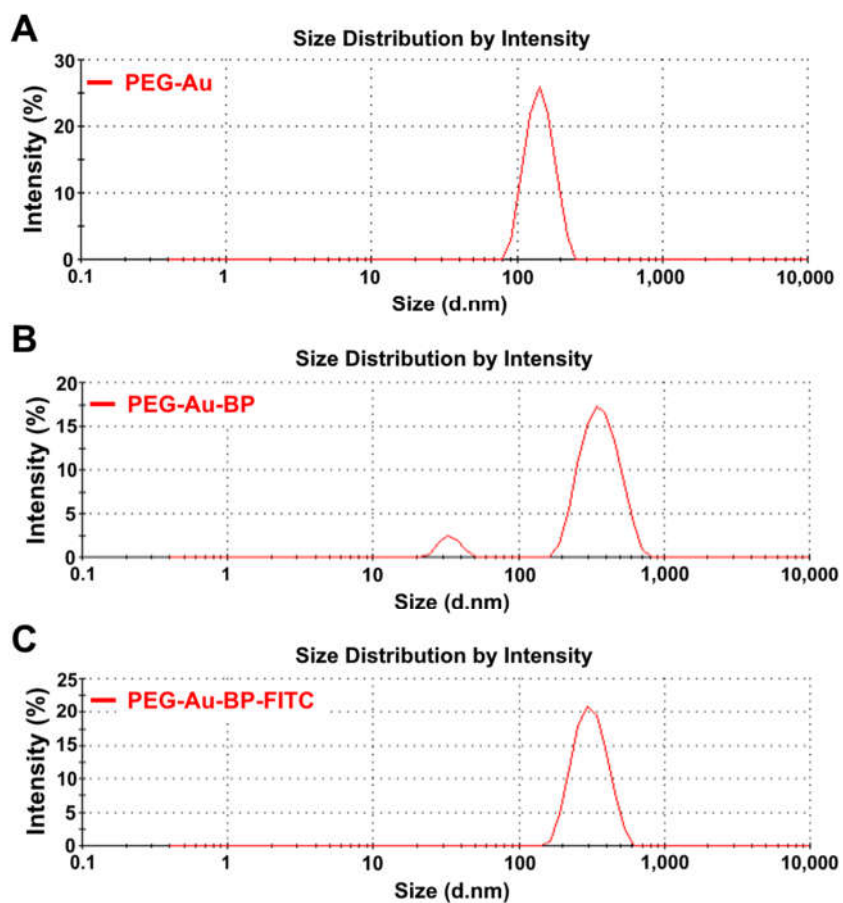 A
Size Distribution by Intensity
30
PEG-Au
20
Intensity (%)
10
0
0.1 1 10 100 1,000 10,000
Size (d.nm)
B
Size Distribution by Intensity
20
PEG-Au-BP
15
Intensity (%)
10
5
0
0.1 1 10 100 1,000 10,000
Size (d.nm)
C
Size Distribution by Intensity
25
PEG-Au-BP-FITC
20
15
Intensity (%)
10
5
0
0.1 1 10 100 1,000 10,000
Size (d.nm)